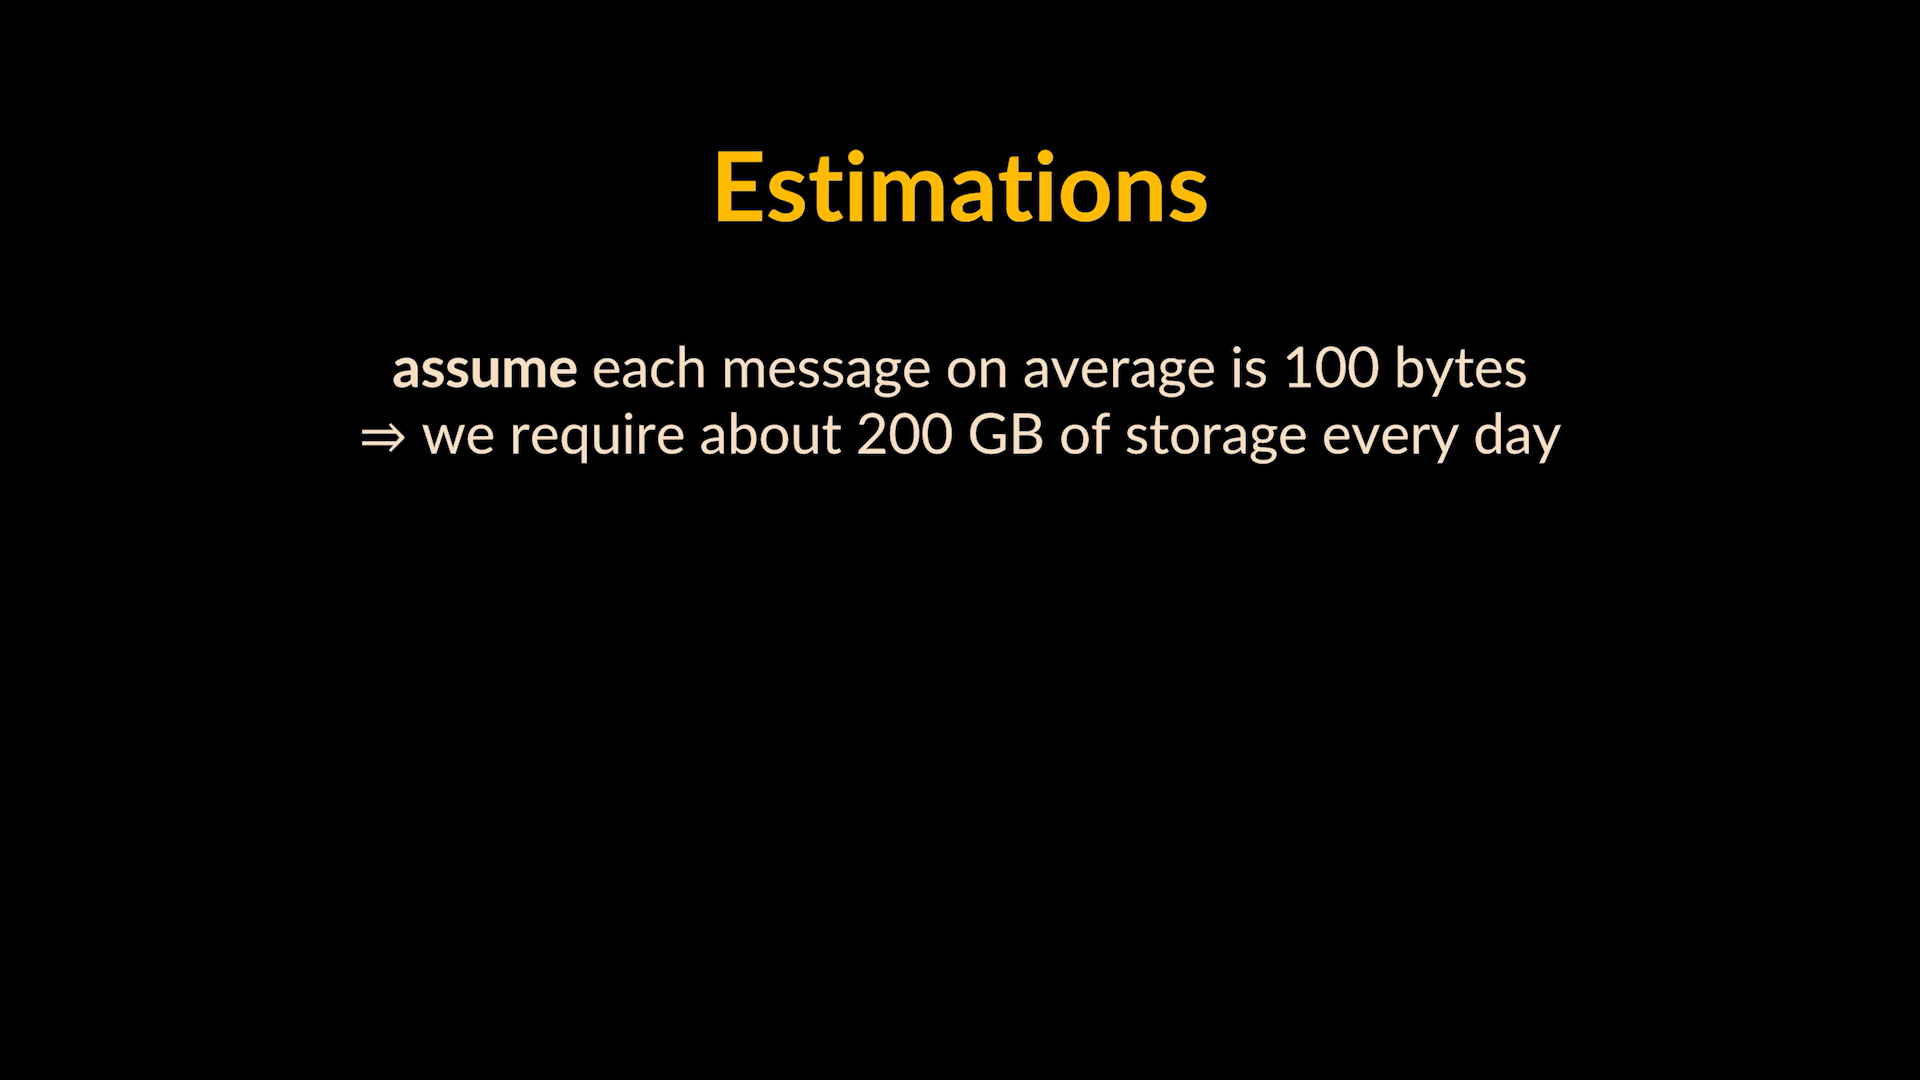 Estimations
assume each message on average is 100 bytes
⇒ we require about 200 GB of storage every day